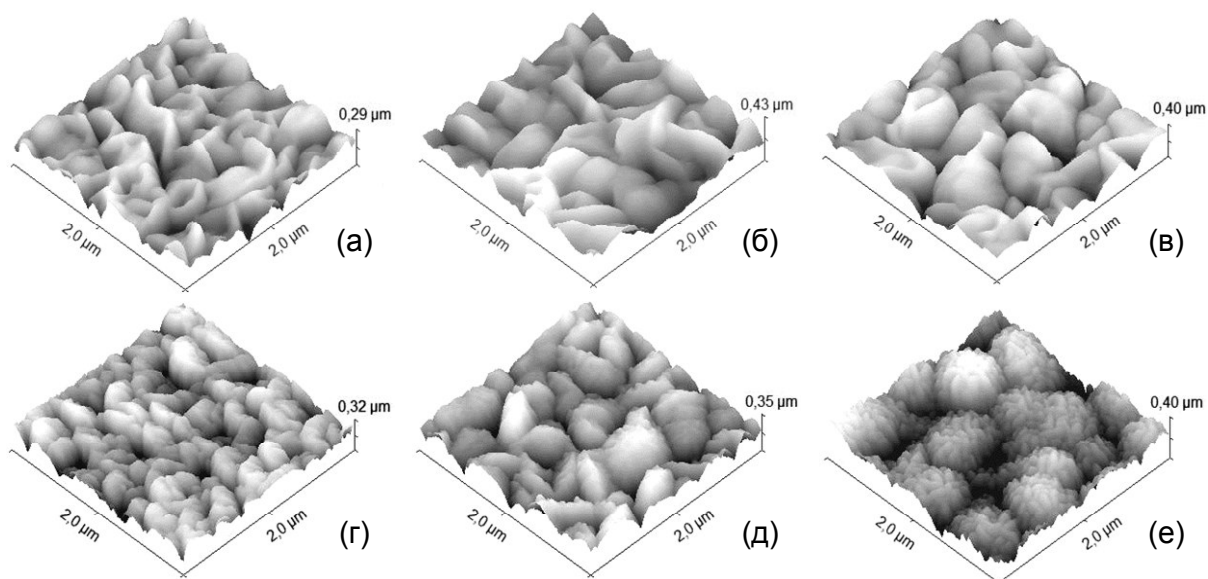 0,29 µm
2,0 µm
2,0 µm
(а)
0,43 µm
2,0 µm
2,0 µm
(б)
0,40 µm
2,0 µm
2,0 µm
(в)
0,32 µm
2,0 µm
2,0 µm
(г)
0,35 µm
2,0 µm
2,0 µm
(д)
0,40 µm
2,0 µm
2,0 µm
(е)